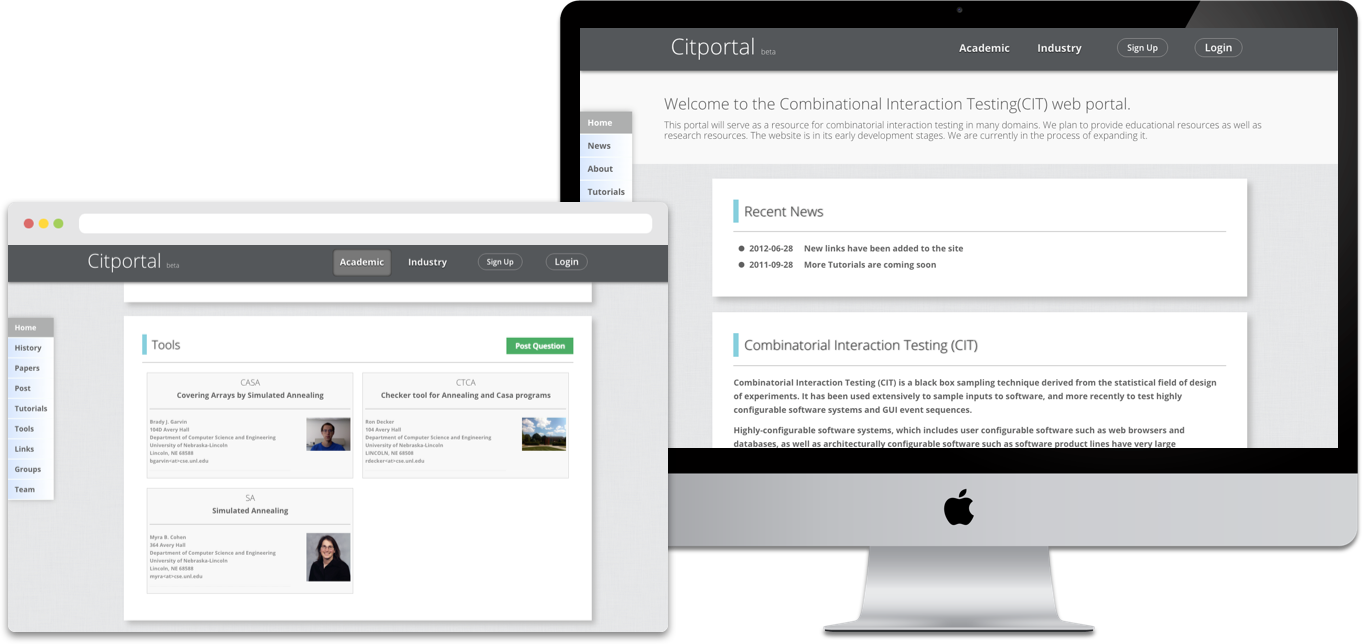 Citportal beta
Academic
Industry
Sign Up
Login
Welcome to the Combinational Interaction Testing(CIT) web portal.
This portal will serve as a resource for combinatorial interaction testing in many domains. We plan to provide educational resources as well as
research resources. The website is in its early development stages. We are currently in the process of expanding it.
Home
News
About
Tutorials
Recent News
2012-06-28 New links have been added to the site
2011-09-28 More Tutorials are coming soon
Combinatorial Interaction Testing (CIT)
Combinatorial Interaction Testing (CIT) is a black box sampling technique derived from the statistical field of design
of experiments. It has been used extensively to sample inputs to software, and more recently to test highly
configurable software systems and GUI event sequences.
Highly-configurable software systems, which includes user configurable software such as web browsers and
databases, as well as architecturally configurable software such as software product lines have very large
Citportal beta
Academic
Industry
Sign Up
Login
Home
History
Papers
Post
Tutorials
Tools
Links
Groups
Team
Tools
Post Question
CASA
Covering Arrays by Simulated Annealing
Brady J. Garvin
104D Avery Hall
Department of Computer Science and Engineering
University of Nebraska-Lincoln
Lincoln, NE 68588
bgarvin=at=cse.unl.edu
CTCA
Checker tool for Annealing and Casa programs
Ron Decker
104 Avery Hall
Department of Computer Science and Engineering
University of Nebraska-Lincoln
LINCOLN, NE 68508
rdecker=at=cse.unl.edu
SA
Simulated Annealing
Myra B. Cohen
364 Avery Hall
Department of Computer Science and Engineering
University of Nebraska-Lincoln
Lincoln, NE 68588
myra=at=cse.unl.edu